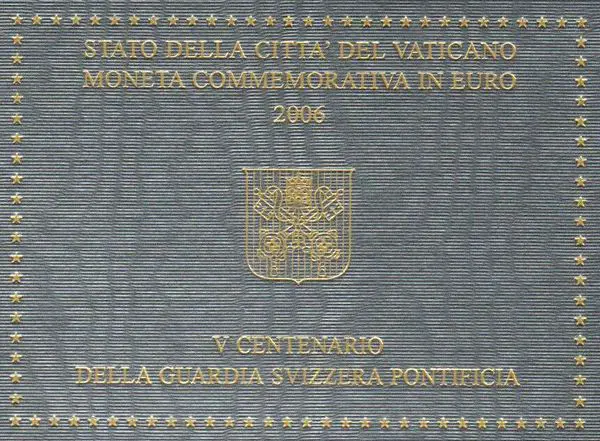 STATO DELLA CITTA' DEL VATICANO
MONETA COMMEMORATIVA IN EURO
2006
V CENTENARIO
DELLA GUARDIA SVIZZERA PONTIFICIA